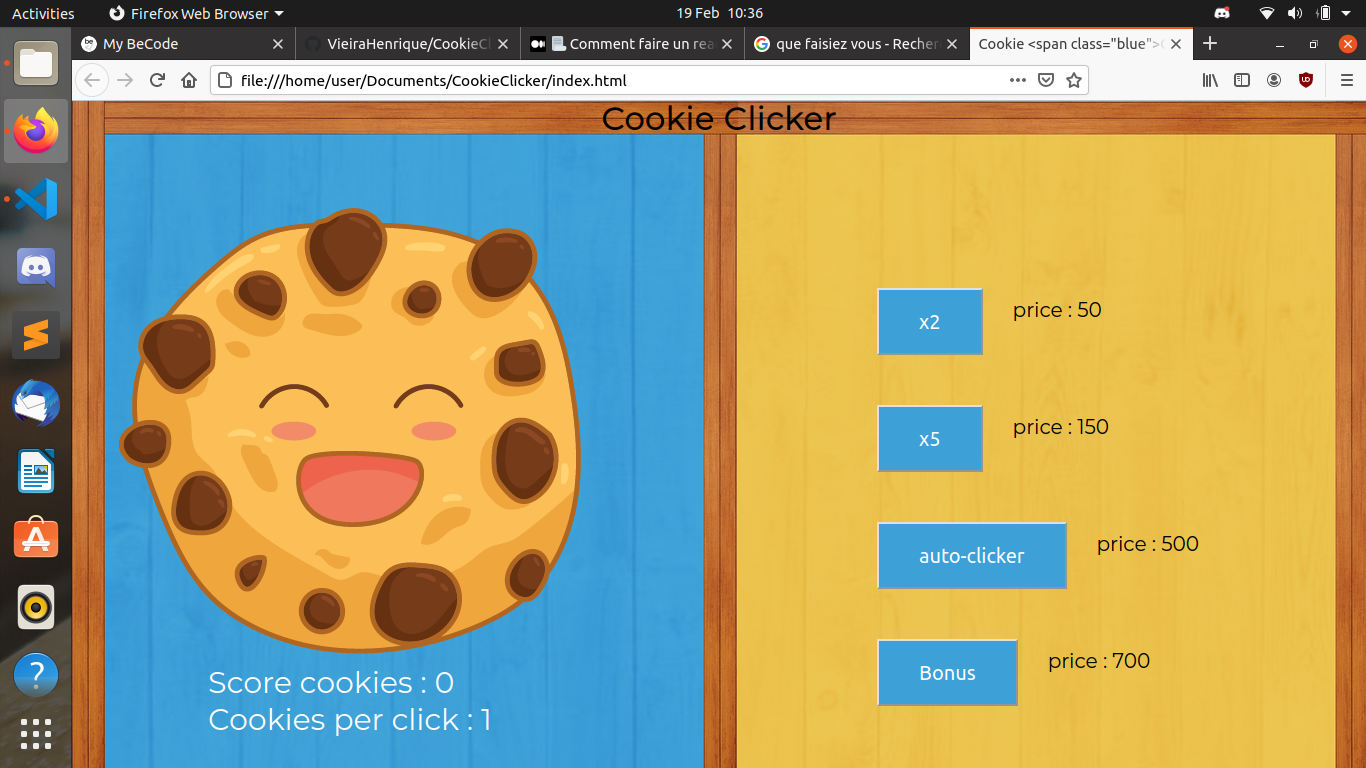 Activities Firefox Web Browser 19 Feb 10:36
My BeCode VieiraHenrique/CookieCl Comment faire un rea que faisiez vous - Recher Cookie <span class="blue">C
file:///home/user/Documents/CookieClicker/index.html
Cookie Clicker
x2 price : 50
x5 price : 150
auto-clicker price : 500
Bonus price : 700
Score cookies : 0
Cookies per click : 1